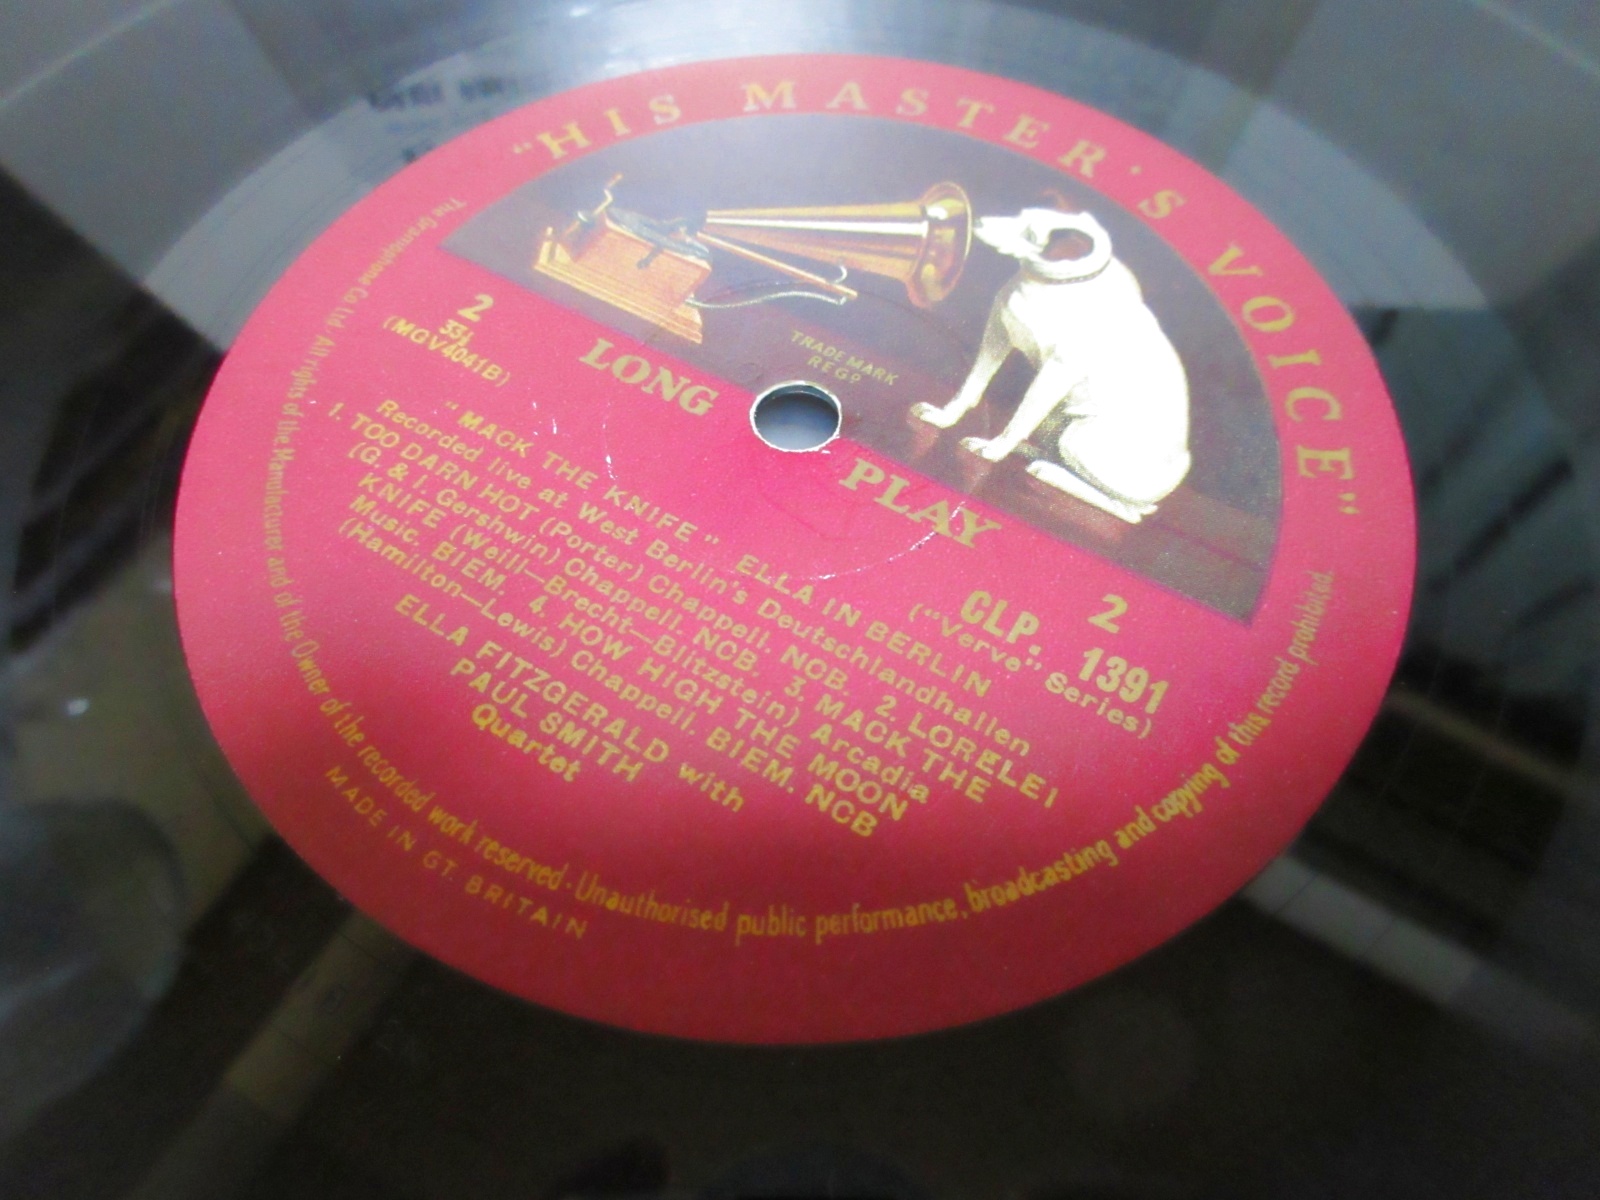 "HIS MASTER'S VOICE"
TRADE MARK
REGD
LONG PLAY
2
33⅓
(MGV4041B)
2
CLP. 1391
("Verve" Series)
"MACK THE KNIFE" ELLA IN BERLIN
Recorded live at West Berlin's Deutschlandhallen
1. TOO DARN HOT (Porter) Chappell. NCB. 2. LORELEI
(G. & I. Gershwin) Chappell. NCB. 3. MACK THE
KNIFE (Weill—Brecht—Blitzstein) Arcadia
Music. BIEM. 4. HOW HIGH THE MOON
(Hamilton—Lewis) Chappell. BIEM. NCB
ELLA FITZGERALD with
PAUL SMITH
Quartet
The Gramophone Co Ltd. All rights of the Manufacturer and of the Owner of the recorded work reserved. Unauthorised public performance, broadcasting and copying of this record prohibited.
MADE IN GT. BRITAIN